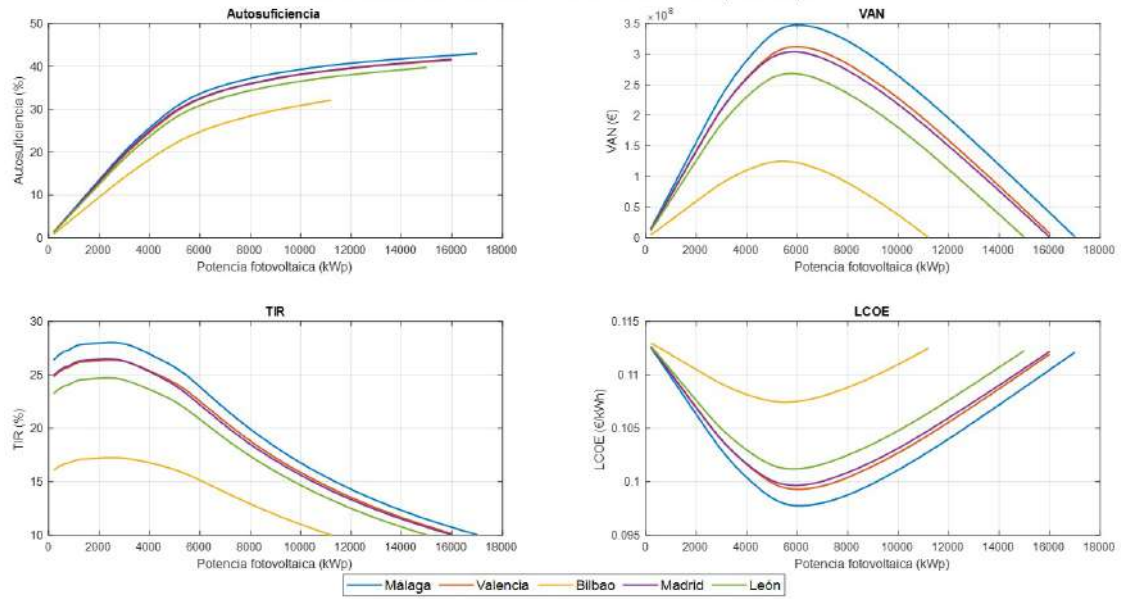 Autosuficiencia
Autosuficiencia (%)
50
40
30
20
10
0
0 2000 4000 6000 8000 10000 12000 14000 16000 18000
Potencia fotovoltaica (kWp)
VAN
×10⁸
VAN (€)
3.5
3
2.5
2
1.5
1
0.5
0
0 2000 4000 6000 8000 10000 12000 14000 16000 18000
Potencia fotovoltaica (kWp)
TIR
TIR (%)
30
25
20
15
10
0 2000 4000 6000 8000 10000 12000 14000 16000 18000
Potencia fotovoltaica (kWp)
LCOE
LCOE (€/kWh)
0.115
0.11
0.105
0.1
0.095
0 2000 4000 6000 8000 10000 12000 14000 16000 18000
Potencia fotovoltaica (kWp)
Málaga Valencia Bilbao Madrid León